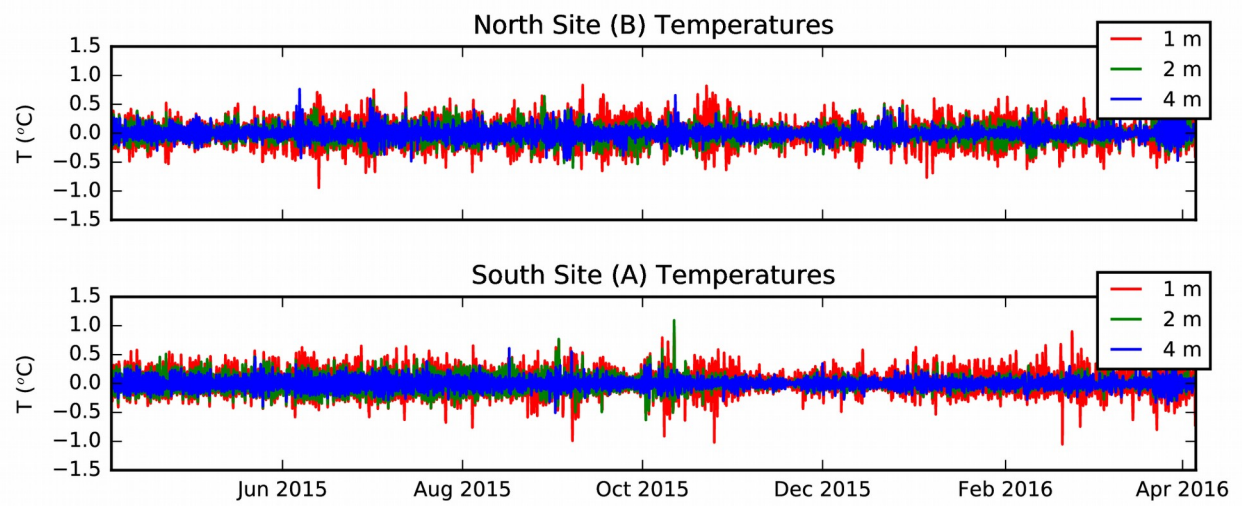 North Site (B) Temperatures
1.5
1.0
0.5
0.0
−0.5
−1.0
−1.5
T (°C)
1 m
2 m
4 m
South Site (A) Temperatures
1.5
1.0
0.5
0.0
−0.5
−1.0
−1.5
T (°C)
1 m
2 m
4 m
Jun 2015 Aug 2015 Oct 2015 Dec 2015 Feb 2016 Apr 2016